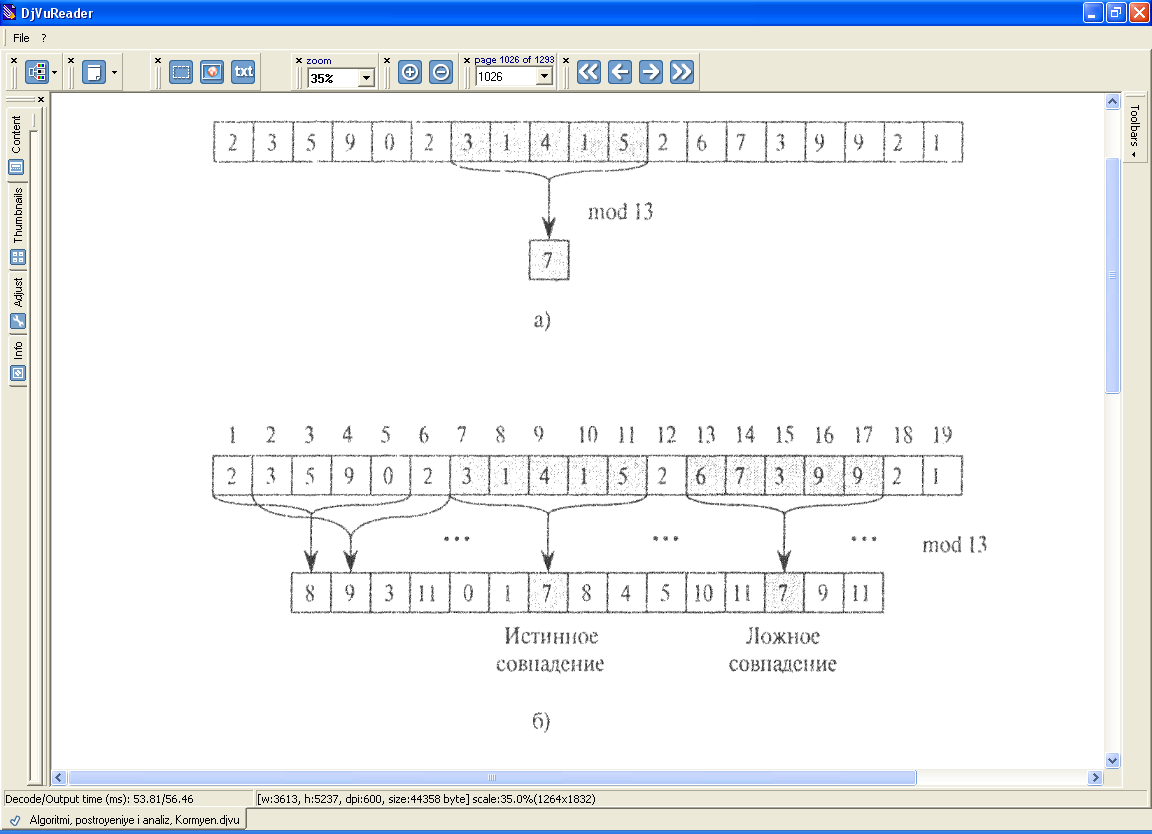 DjVuReader
File ?
zoom
page 1026 of 1293
txt
35%
1026
Content
Thumbnails
Adjust
Info
Toolbars
2 3 5 9 0 2 3 1 4 1 5 2 6 7 3 9 9 2 1
mod 13
7
а)
1 2 3 4 5 6 7 8 9 10 11 12 13 14 15 16 17 18 19
2 3 5 9 0 2 3 1 4 1 5 2 6 7 3 9 9 2 1
... ... ...
mod 13
8 9 3 11 0 1 7 8 4 5 10 11 7 9 11
Истинное Ложное
совпадение совпадение
б)
Decode/Output time (ms): 53.81/56.46 [w:3613, h:5237, dpi:600, size:44358 byte] scale:35.0%(1264x1832)
Algoritmi, postroyeniye i analiz, Kormyen.djvu